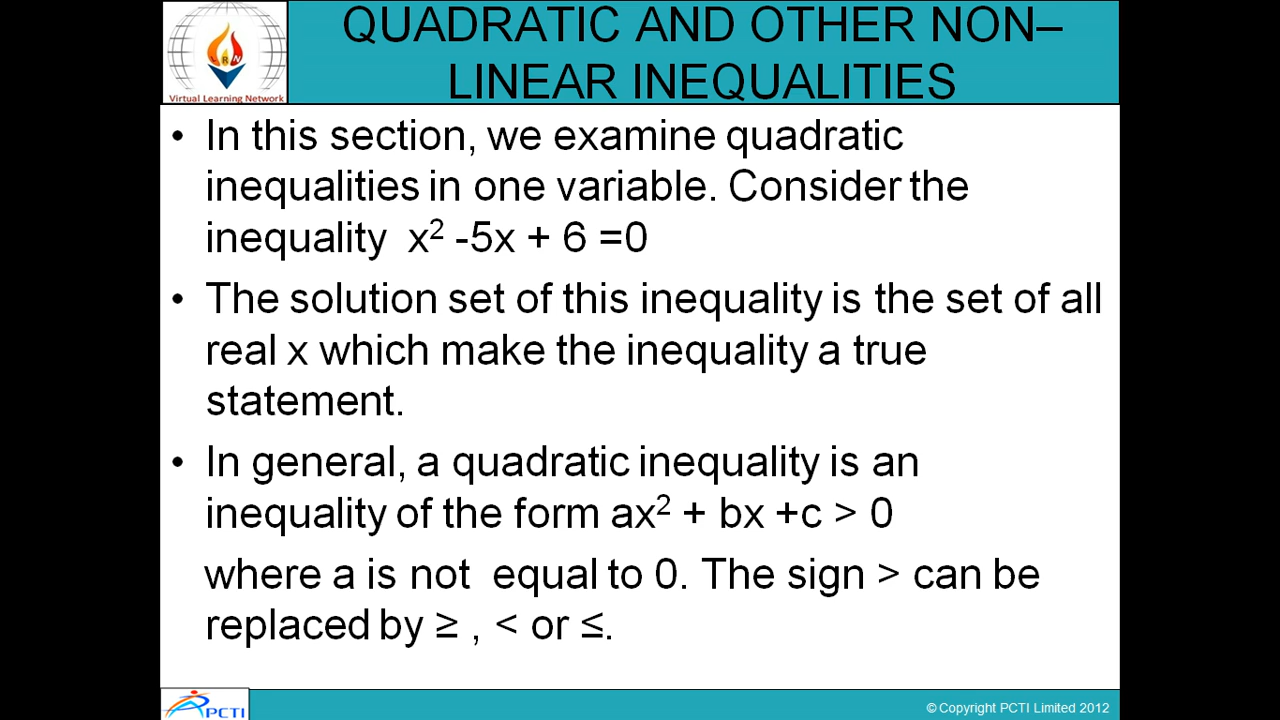 QUADRATIC AND OTHER NON–
LINEAR INEQUALITIES
LRN
Virtual Learning Network
• In this section, we examine quadratic
inequalities in one variable. Consider the
inequality x² -5x + 6 =0
• The solution set of this inequality is the set of all
real x which make the inequality a true
statement.
• In general, a quadratic inequality is an
inequality of the form ax² + bx +c > 0
where a is not equal to 0. The sign > can be
replaced by ≥ , < or ≤.
PCTI
© Copyright PCTI Limited 2012